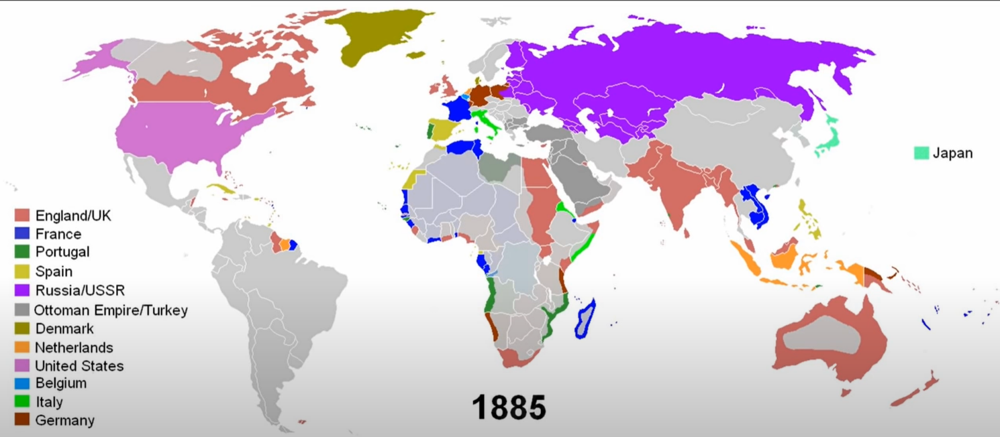 Japan
England/UK
France
Portugal
Spain
Russia/USSR
Ottoman Empire/Turkey
Denmark
Netherlands
United States
Belgium
Italy
Germany
1885